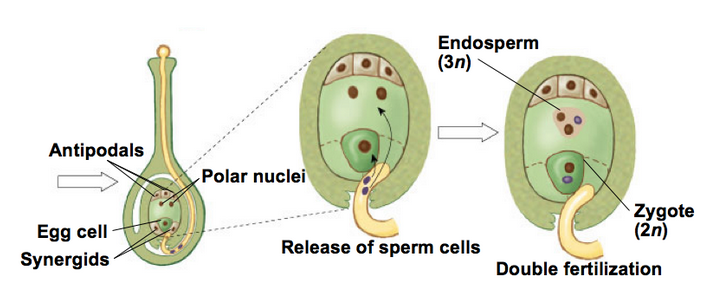 Antipodals
Polar nuclei
Egg cell
Synergids
Release of sperm cells
Endosperm
(3n)
Zygote
(2n)
Double fertilization